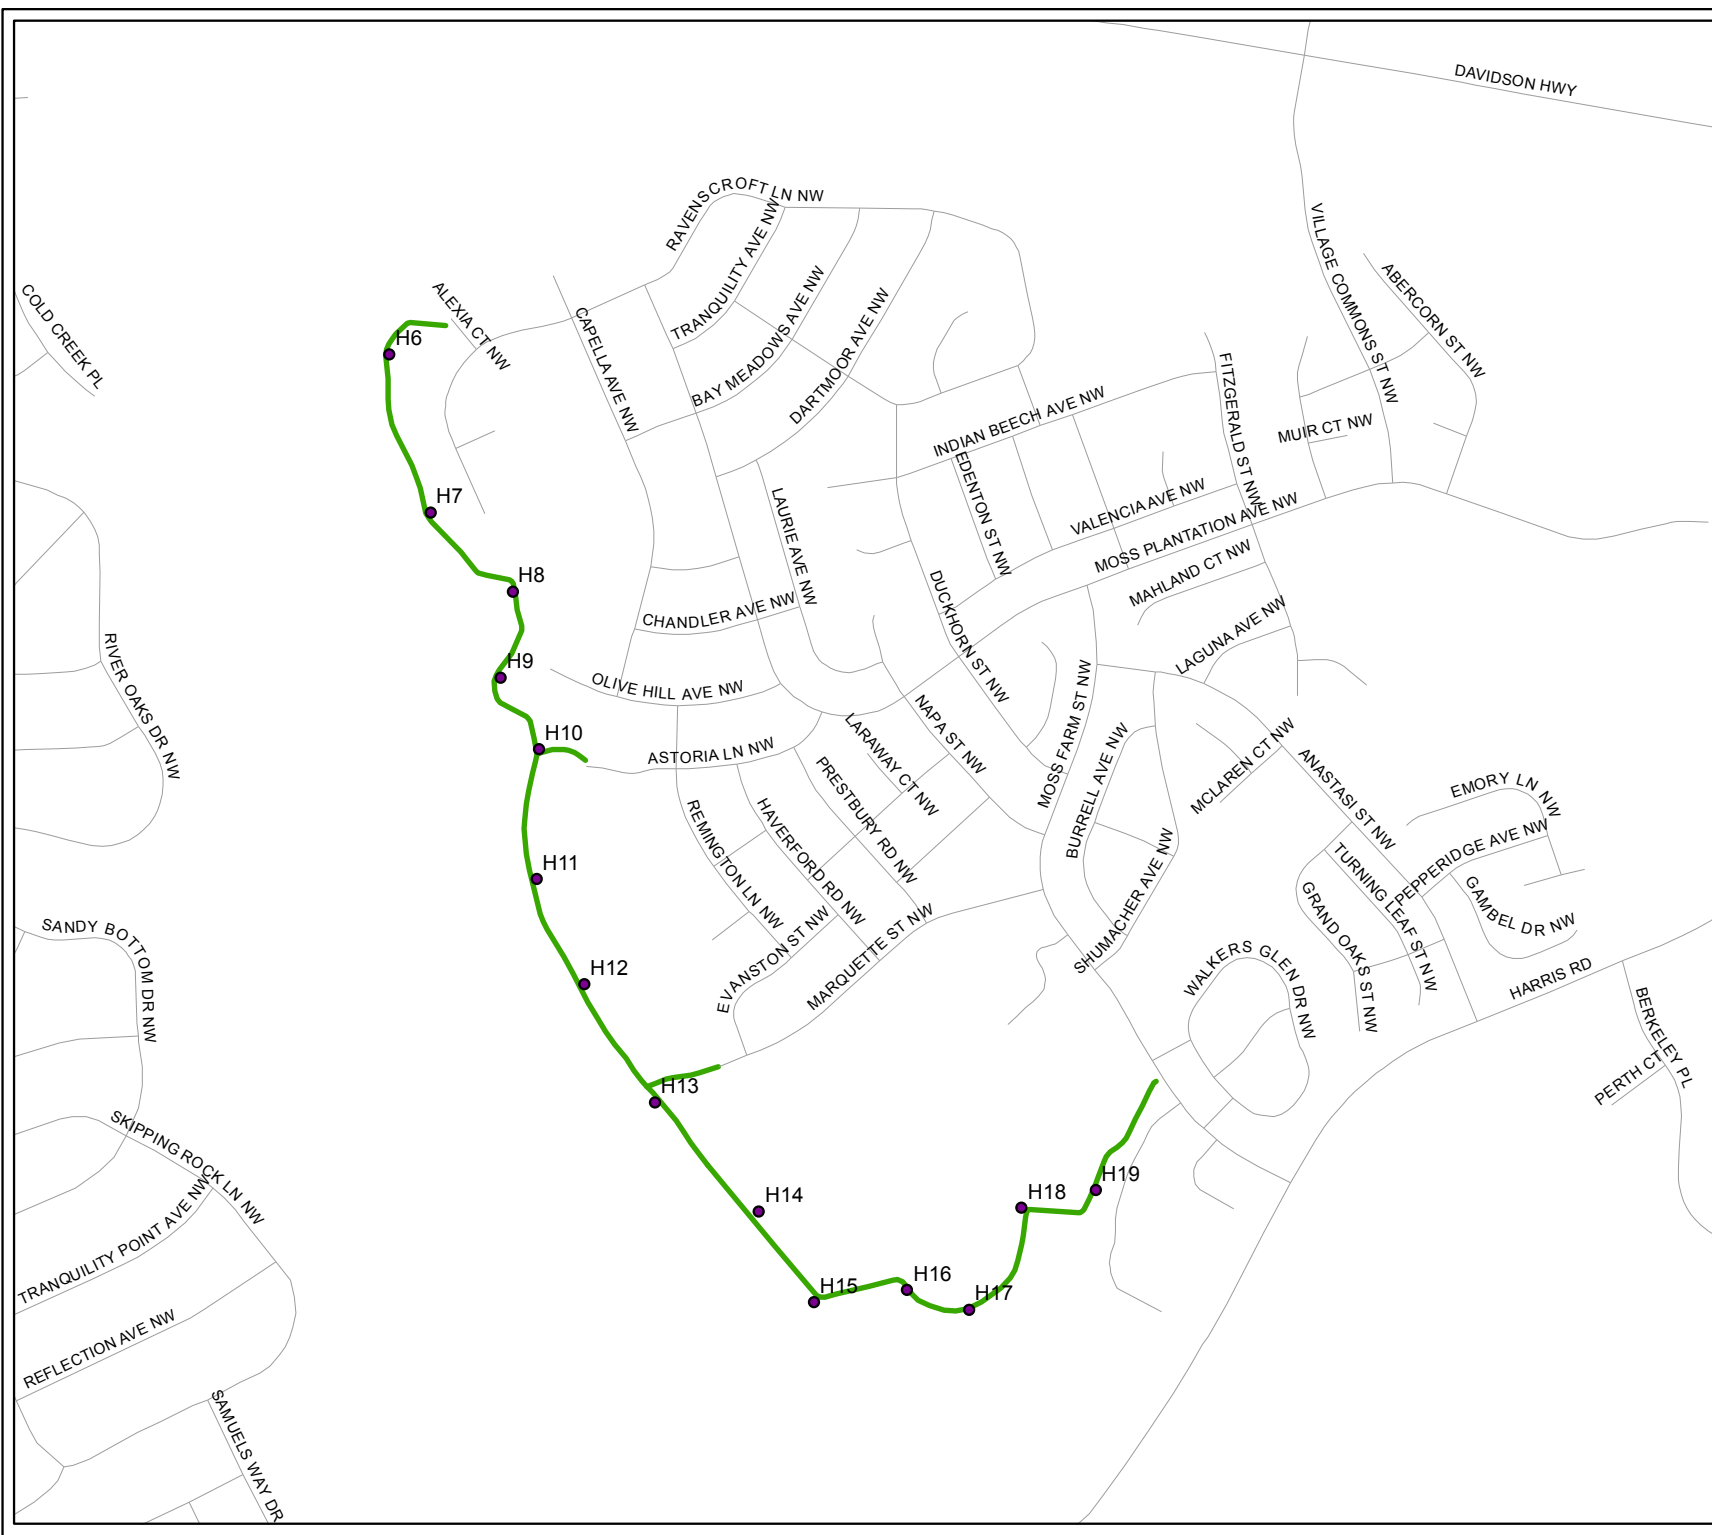 DAVIDSON HWY
RAVENSCROFT LN NW
TRANQUILITY AVE NW
VILLAGE COMMONS ST NW
ABERCORN ST NW
COLD CREEK PL
ALEXIA CT NW
CAPELLA AVE NW
BAY MEADOWS AVE NW
DARTMOOR AVE NW
H6
FITZGERALD ST NW
INDIAN BEECH AVE NW
MUIR CT NW
EDENTON ST NW
H7
LAURIE AVE NW
VALENCIA AVE NW
MOSS PLANTATION AVE NW
MAHLAND CT NW
H8
CHANDLER AVE NW
DUCKHORN ST NW
LAGUNA AVE NW
RIVER OAKS DR NW
H9
OLIVE HILL AVE NW
NAPA ST NW
MOSS FARM ST NW
H10
ASTORIA LN NW
LARAWAY CT NW
BURRELL AVE NW
MCLAREN CT NW
ANASTASI ST NW
EMORY LN NW
PRESTBURY RD NW
HAVERFORD RD NW
REMINGTON LN NW
PEPPERIDGE AVE NW
TURNING LEAF ST NW
H11
GRAND OAKS ST NW
GAMBEL DR NW
SHUMACHER AVE NW
SANDY BOTTOM DR NW
EVANSTON ST NW
MARQUETTE ST NW
WALKERS GLEN DR NW
HARRIS RD
H12
BERKELEY PL
PERTH CT
H13
SKIPPING ROCK LN NW
TRANQUILITY POINT AVE NW
H14
H18
H19
H15
H16
H17
REFLECTION AVE NW
SAMUELS WAY DR